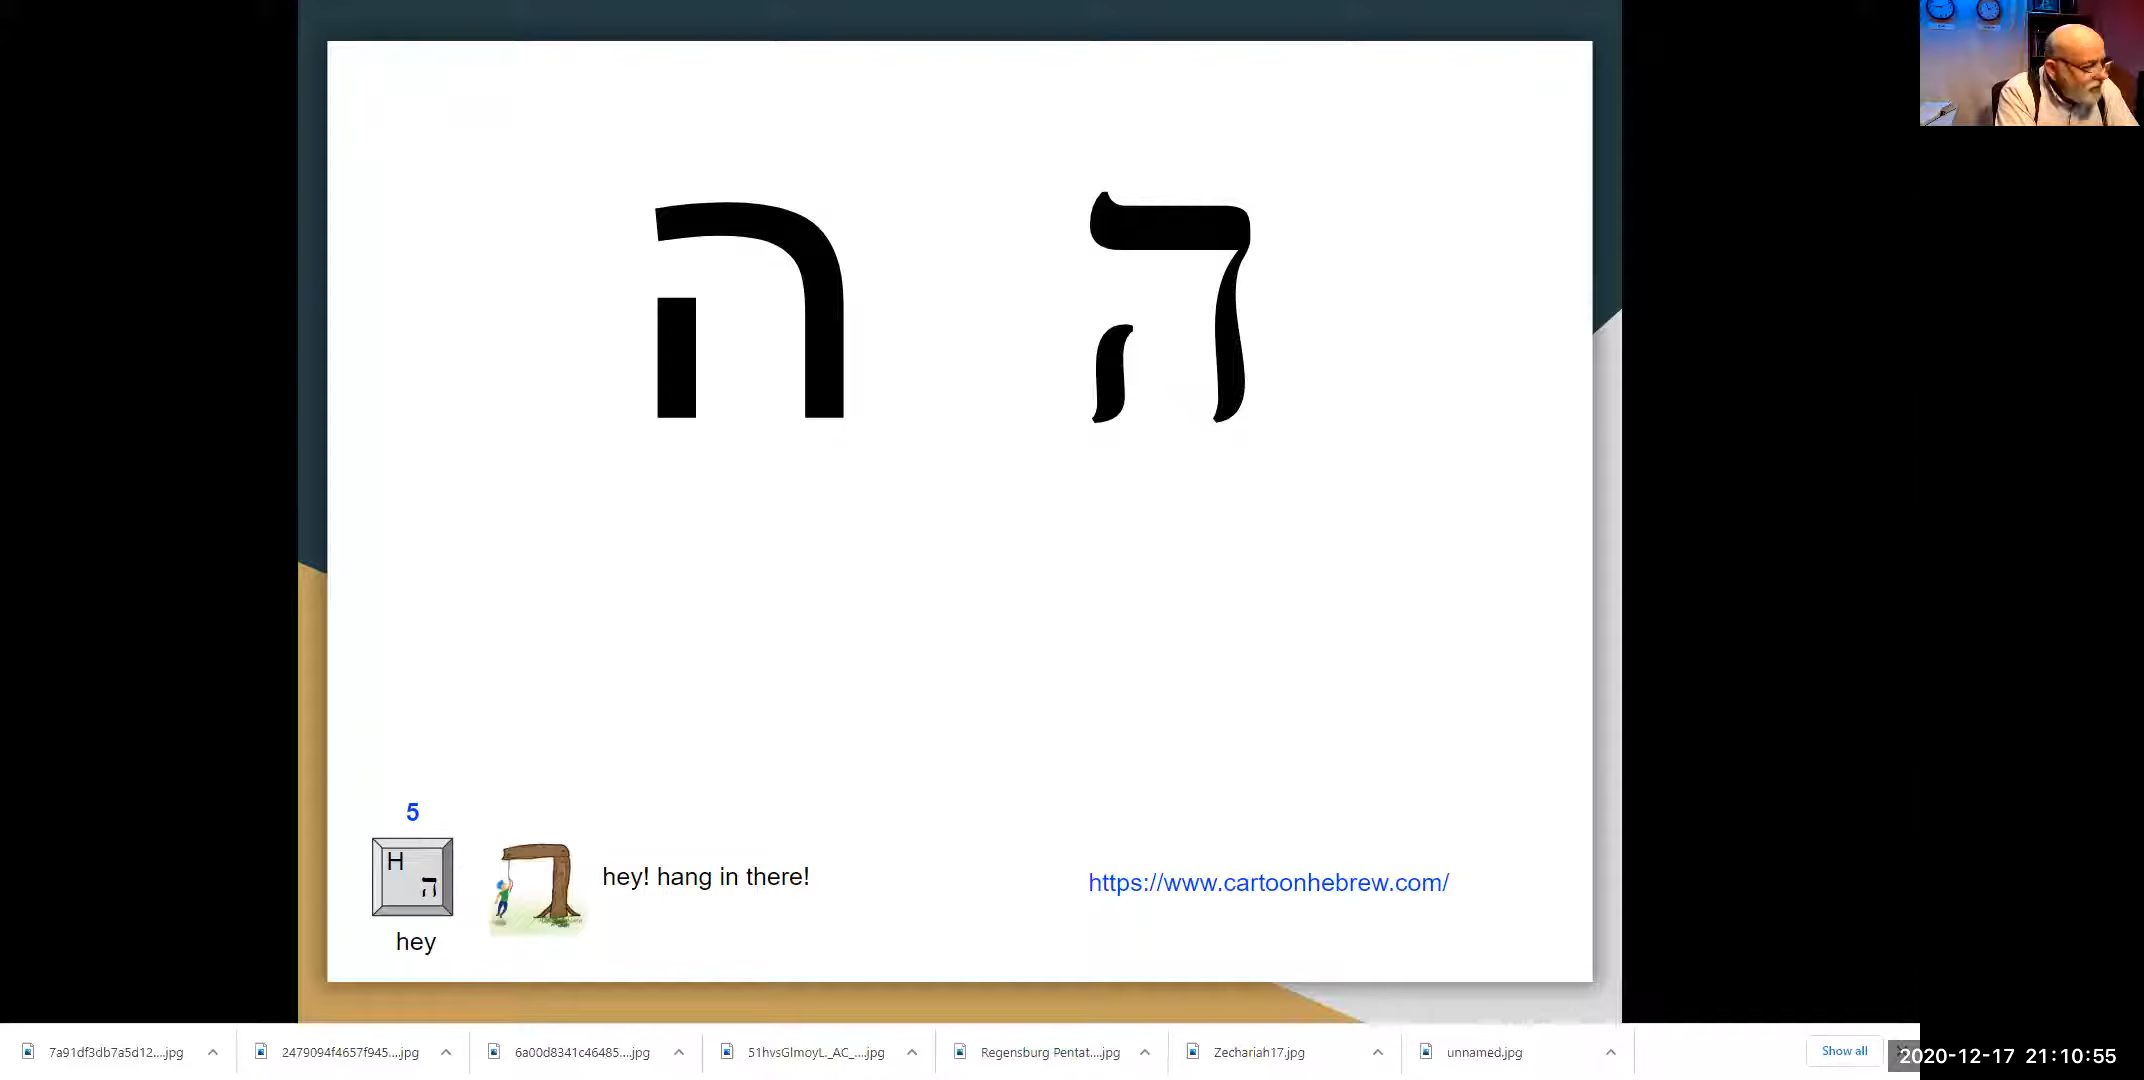 ה ה
5
H
ה
hey
hey! hang in there!
https://www.cartoonhebrew.com/
7a91df3db7a5d12....jpg
2479094f4657f945....jpg
6a00d8341c46485....jpg
51hvsGlmoyL._AC_....jpg
Regensburg Pentat....jpg
Zechariah17.jpg
unnamed.jpg
Show all
2020-12-17 21:10:55